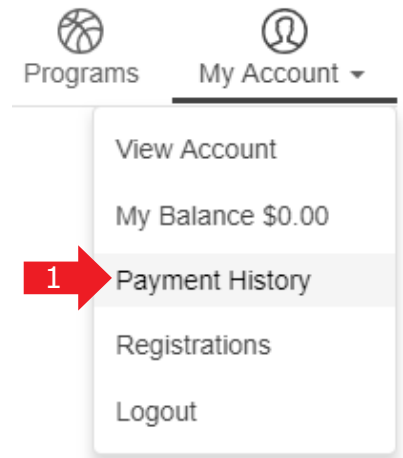 Programs My Account
View Account
My Balance $0.00
1 Payment History
Registrations
Logout